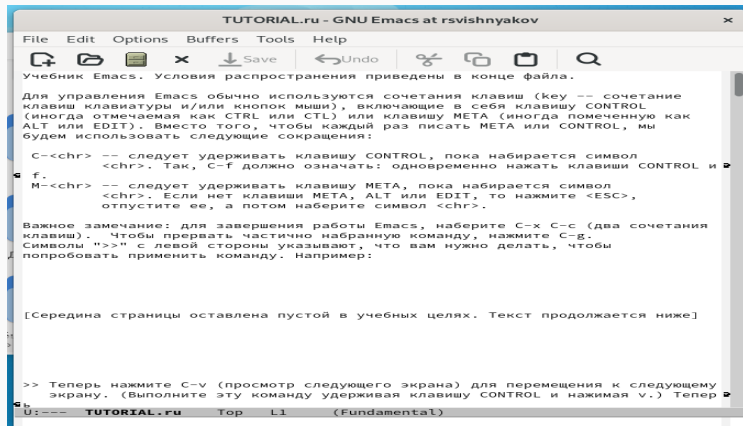 TUTORIAL.ru - GNU Emacs at rsvishnyakov
File Edit Options Buffers Tools Help
Save Undo
Учебник Emacs. Условия распространения приведены в конце файла.
Для управления Emacs обычно используются сочетания клавиш (key -- сочетание
клавиш клавиатуры и/или кнопок мыши), включающие в себя клавишу CONTROL
(иногда отмечаемая как CTRL или CTL) или клавишу META (иногда помеченную как
ALT или EDIT). Вместо того, чтобы каждый раз писать META или CONTROL, мы
будем использовать следующие сокращения:
C-<chr> -- следует удерживать клавишу CONTROL, пока набирается символ
<chr>. Так, C-f должно означать: одновременно нажать клавиши CONTROL и
f.
M-<chr> -- следует удерживать клавишу META, пока набирается символ
<chr>. Если нет клавиши META, ALT или EDIT, то нажмите <ESC>,
отпустите ее, а потом наберите символ <chr>.
Важное замечание: для завершения работы Emacs, наберите C-x C-c (два сочетания
клавиш). Чтобы прервать частично набранную команду, нажмите C-g.
Символы ">>" с левой стороны указывают, что вам нужно делать, чтобы
попробовать применить команду. Например:
[Середина страницы оставлена пустой в учебных целях. Текст продолжается ниже]
>> Теперь нажмите C-v (просмотр следующего экрана) для перемещения к следующему
экрану. (Выполните эту команду удерживая клавишу CONTROL и нажимая v.) Тепер
ь
U:--- TUTORIAL.ru Top L1 (Fundamental)